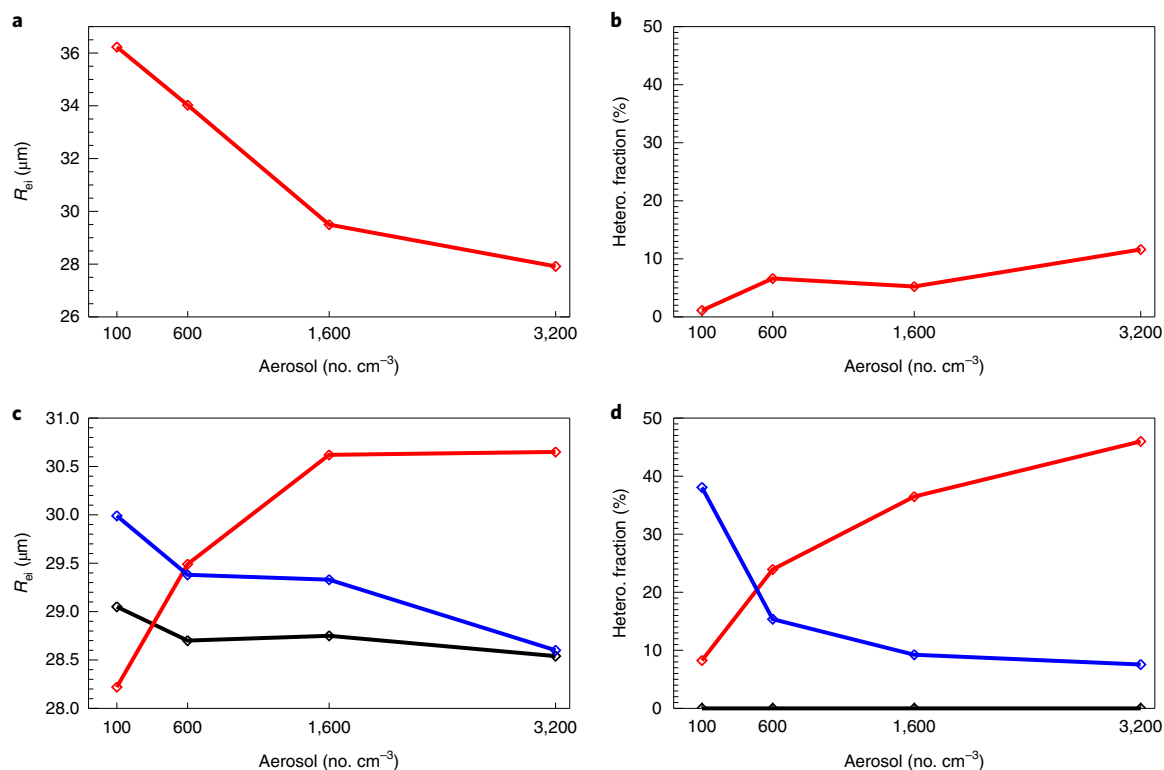 a
36
34
32
30
28
26
R_ei (μm)
100 600 1,600 3,200
Aerosol (no. cm⁻³)
b
50
40
30
20
10
0
Hetero. fraction (%)
100 600 1,600 3,200
Aerosol (no. cm⁻³)
c
31.0
30.5
30.0
29.5
29.0
28.5
28.0
R_ei (μm)
100 600 1,600 3,200
Aerosol (no. cm⁻³)
d
50
40
30
20
10
0
Hetero. fraction (%)
100 600 1,600 3,200
Aerosol (no. cm⁻³)